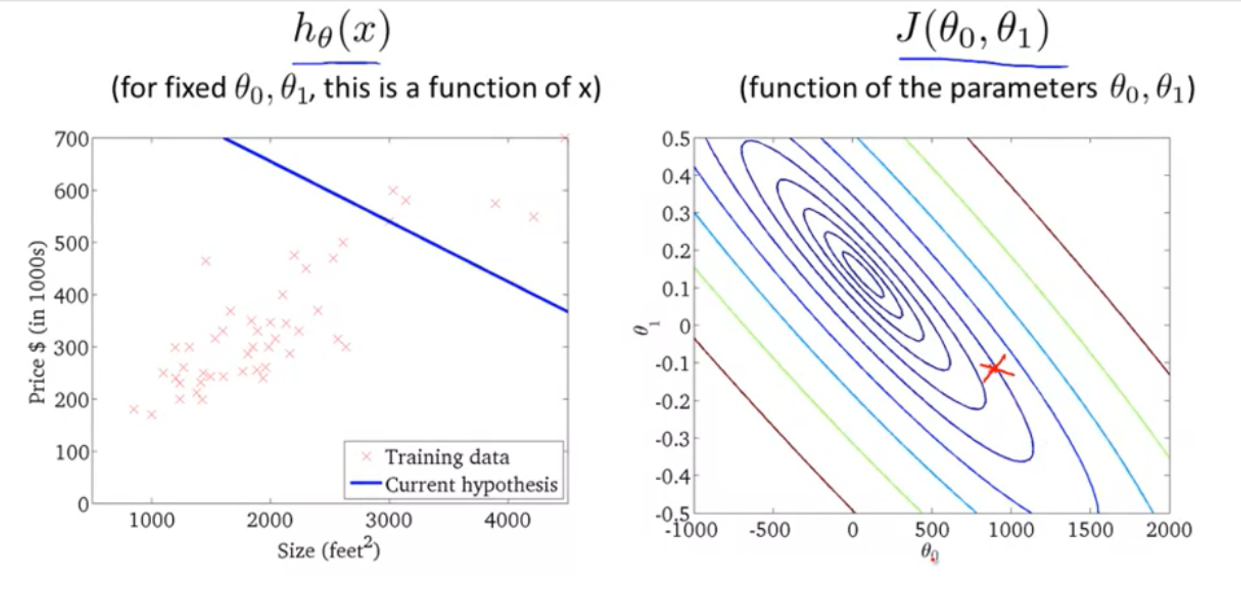 hθ(x)
(for fixed θ0, θ1, this is a function of x)
700
600
500
400
300
200
100
0
Price $ (in 1000s)
1000 2000 3000 4000
Size (feet²)
Training data
Current hypothesis
J(θ0, θ1)
(function of the parameters θ0, θ1)
0.5
0.4
0.3
0.2
0.1
0
-0.1
-0.2
-0.3
-0.4
-0.5
θ1
-1000 -500 0 500 1000 1500 2000
θ0